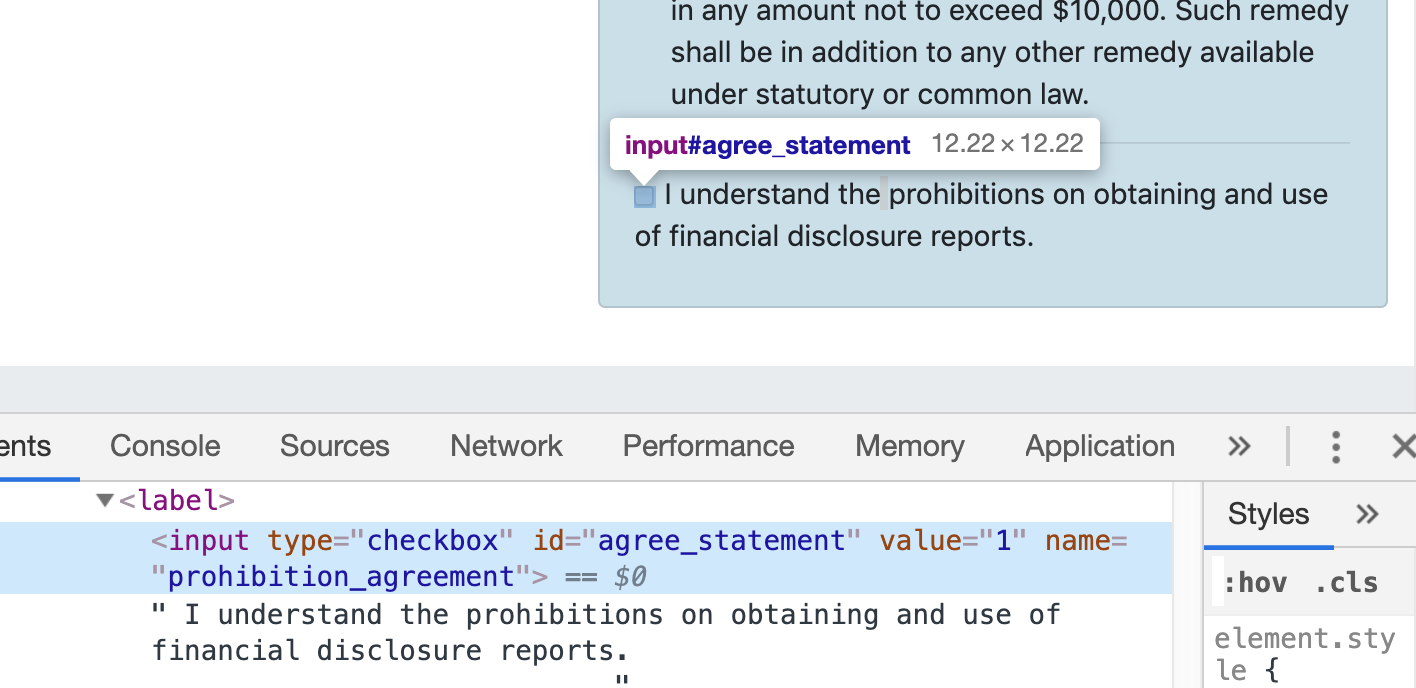 in any amount not to exceed $10,000. Such remedy
shall be in addition to any other remedy available
under statutory or common law.
input#agree_statement 12.22 × 12.22
I understand the prohibitions on obtaining and use
of financial disclosure reports.
ents Console Sources Network Performance Memory Application »
▼<label>
<input type="checkbox" id="agree_statement" value="1" name=
"prohibition_agreement"> == $0
" I understand the prohibitions on obtaining and use of
financial disclosure reports.
"
Styles »
:hov .cls
element.sty
le {